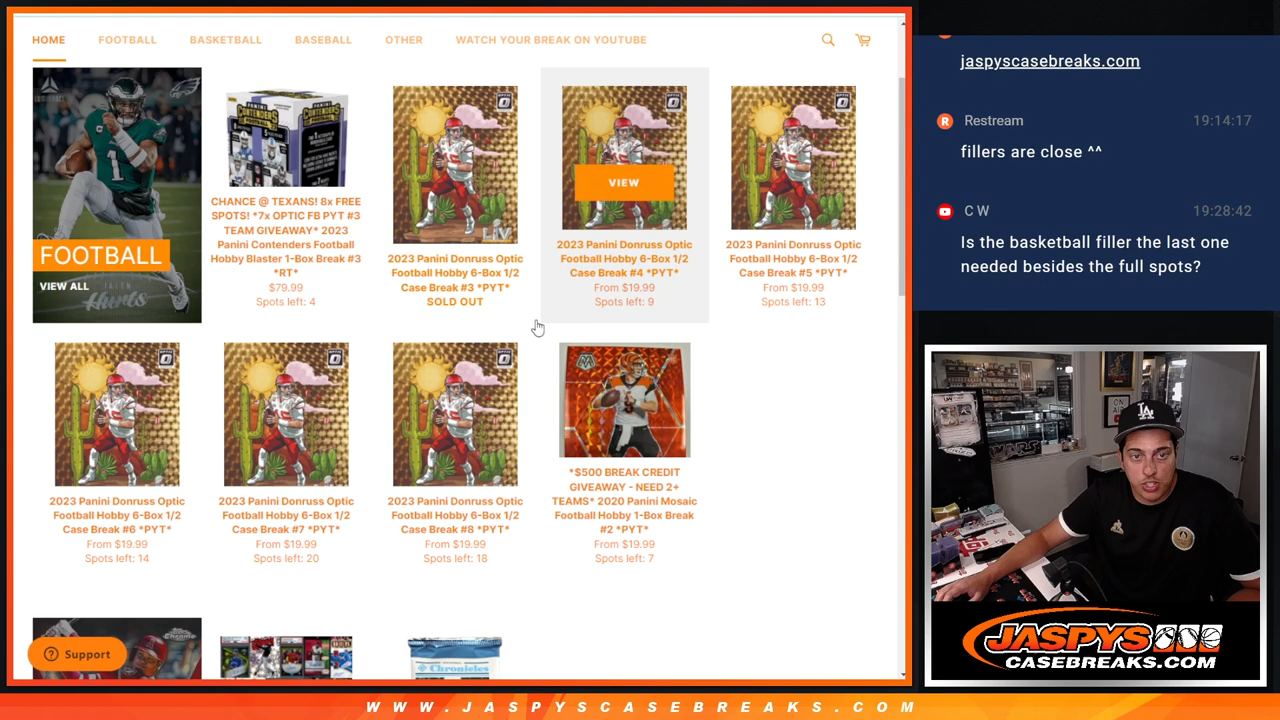 HOME FOOTBALL BASKETBALL BASEBALL OTHER WATCH YOUR BREAK ON YOUTUBE
FOOTBALL
VIEW ALL
CHANCE @ TEXANS! 8x FREE
SPOTS! *7x OPTIC FB PYT #3
TEAM GIVEAWAY* 2023
Panini Contenders Football
Hobby Blaster 1-Box Break #3
*RT*
$79.99
Spots left: 4
2023 Panini Donruss Optic
Football Hobby 6-Box 1/2
Case Break #3 *PYT*
SOLD OUT
VIEW
2023 Panini Donruss Optic
Football Hobby 6-Box 1/2
Case Break #4 *PYT*
From $19.99
Spots left: 9
2023 Panini Donruss Optic
Football Hobby 6-Box 1/2
Case Break #5 *PYT*
From $19.99
Spots left: 13
2023 Panini Donruss Optic
Football Hobby 6-Box 1/2
Case Break #6 *PYT*
From $19.99
Spots left: 14
2023 Panini Donruss Optic
Football Hobby 6-Box 1/2
Case Break #7 *PYT*
From $19.99
Spots left: 20
2023 Panini Donruss Optic
Football Hobby 6-Box 1/2
Case Break #8 *PYT*
From $19.99
Spots left: 18
*$500 BREAK CREDIT
GIVEAWAY - NEED 2+
TEAMS* 2020 Panini Mosaic
Football Hobby 1-Box Break
#2 *PYT*
From $19.99
Spots left: 7
Chronicles
Support
jaspyscasebreaks.com
Restream 19:14:17
fillers are close ^^
C W 19:28:42
Is the basketball filler the last one
needed besides the full spots?
JASPYS
CASEBREAKS.COM
WWW.JASPYSCASEBREAKS.COM